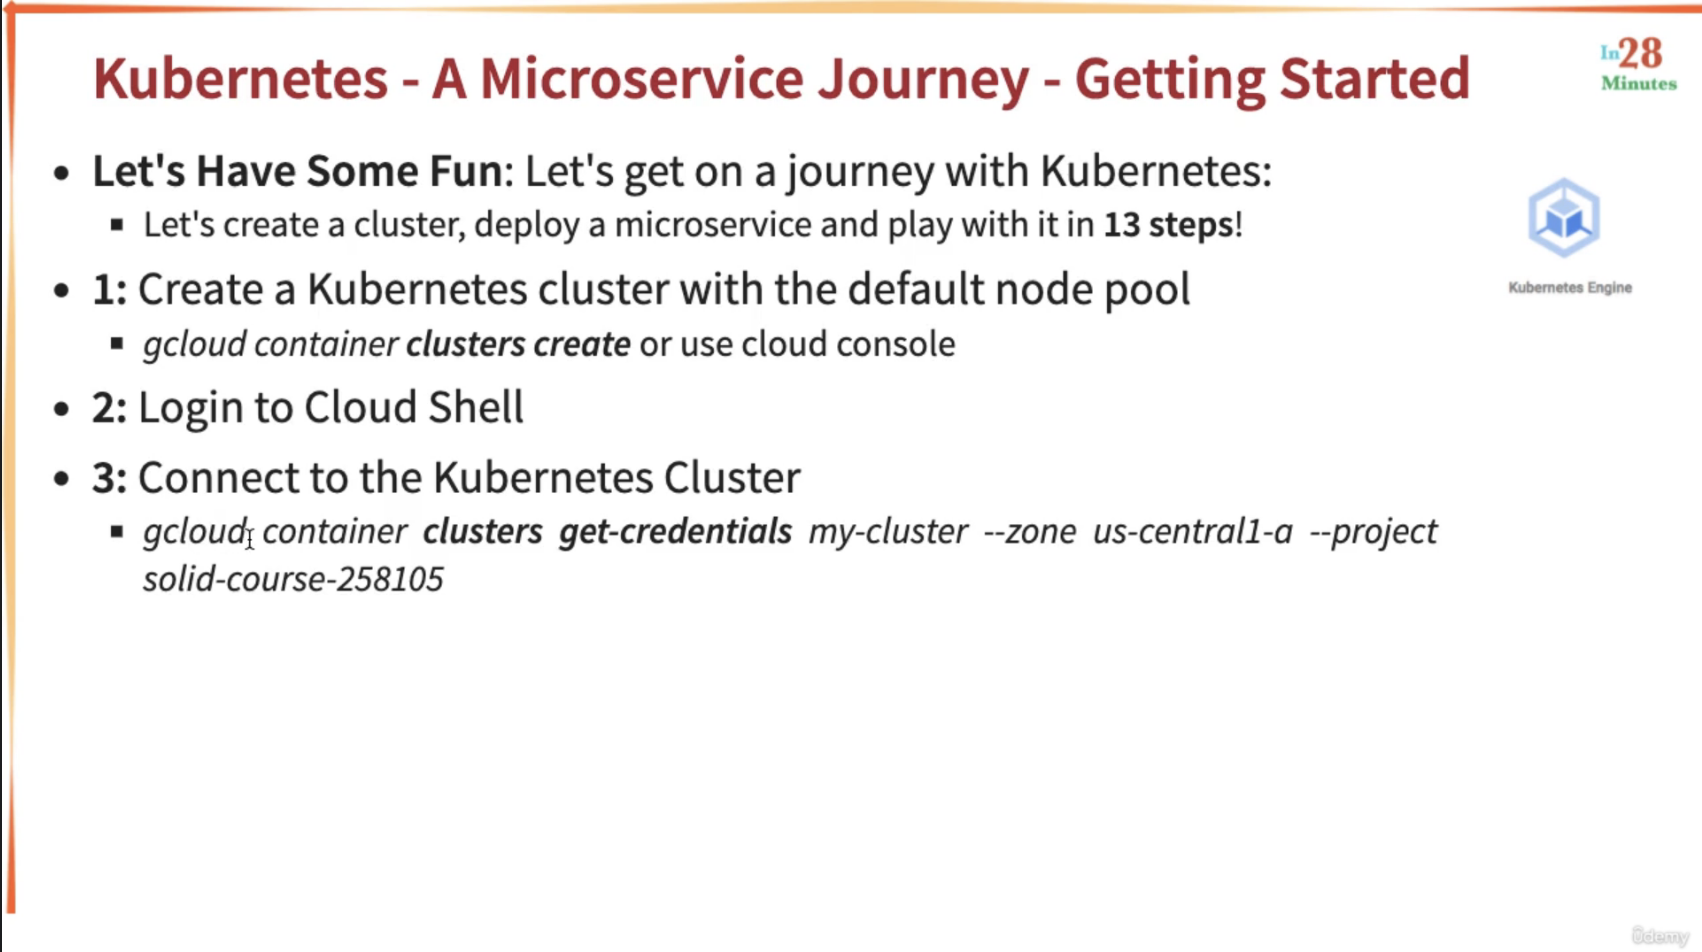 Kubernetes - A Microservice Journey - Getting Started
In28
Minutes
• Let's Have Some Fun: Let's get on a journey with Kubernetes:
▪ Let's create a cluster, deploy a microservice and play with it in 13 steps!
Kubernetes Engine
• 1: Create a Kubernetes cluster with the default node pool
▪ gcloud container clusters create or use cloud console
• 2: Login to Cloud Shell
• 3: Connect to the Kubernetes Cluster
▪ gcloud container clusters get-credentials my-cluster --zone us-central1-a --project
solid-course-258105
ûdemy